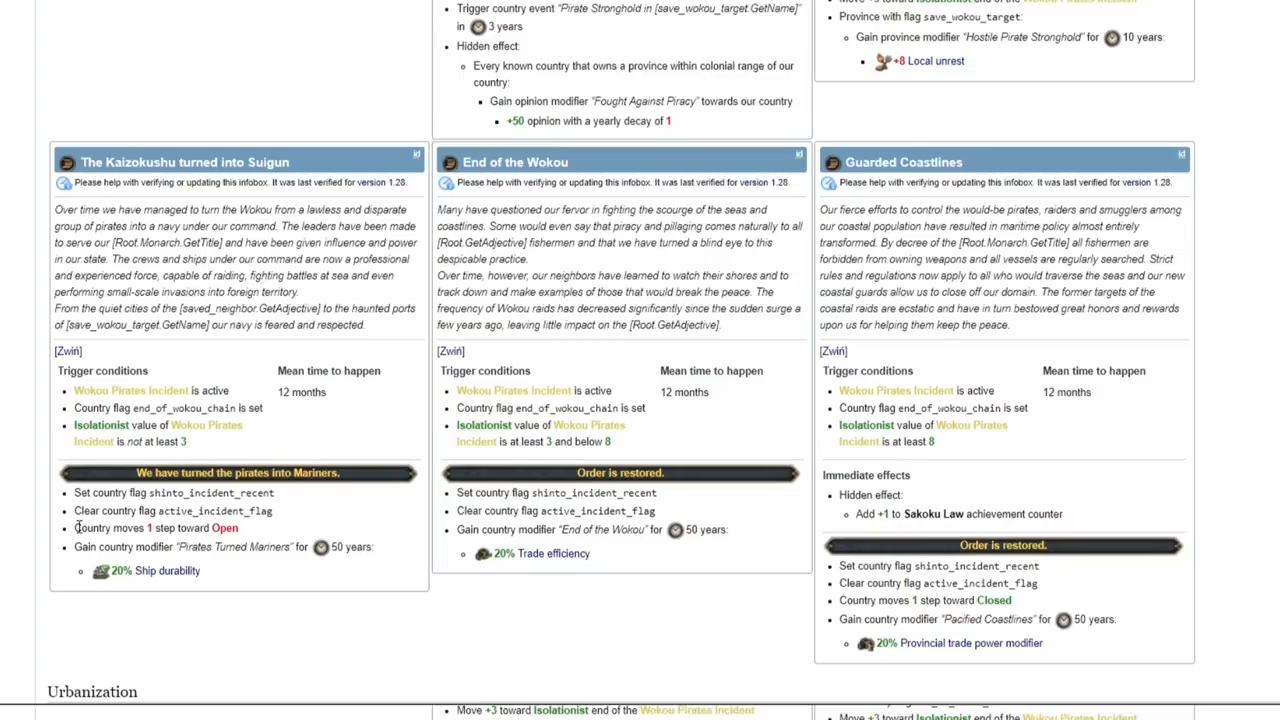 Trigger country event "Pirate Stronghold in [save_wokou_target.GetName]"
in 3 years
Hidden effect:
Every known country that owns a province within colonial range of our
country:
Gain opinion modifier "Fought Against Piracy" towards our country
+50 opinion with a yearly decay of 1
Province with flag save_wokou_target:
Gain province modifier "Hostile Pirate Stronghold" for 10 years:
+8 Local unrest
The Kaizokushu turned into Suigun
id
Please help with verifying or updating this infobox. It was last verified for version 1.28.
Over time we have managed to turn the Wokou from a lawless and disparate
group of pirates into a navy under our command. The leaders have been made
to serve our [Root.Monarch.GetTitle] and have been given influence and power
in our state. The crews and ships under our command are now a professional
and experienced force, capable of raiding, fighting battles at sea and even
performing small-scale invasions into foreign territory.
From the quiet cities of the [saved_neighbor.GetAdjective] to the haunted ports
of [save_wokou_target.GetName] our navy is feared and respected.
[Zwiń]
Trigger conditions
Mean time to happen
Wokou Pirates Incident is active
12 months
Country flag end_of_wokou_chain is set
Isolationist value of Wokou Pirates
Incident is not at least 3
We have turned the pirates into Mariners.
Set country flag shinto_incident_recent
Clear country flag active_incident_flag
Country moves 1 step toward Open
Gain country modifier "Pirates Turned Mariners" for 50 years:
20% Ship durability
End of the Wokou
id
Please help with verifying or updating this infobox. It was last verified for version 1.28.
Many have questioned our fervor in fighting the scourge of the seas and
coastlines. Some would even say that piracy and pillaging comes naturally to all
[Root.GetAdjective] fishermen and that we have turned a blind eye to this
despicable practice.
Over time, however, our neighbors have learned to watch their shores and to
track down and make examples of those that would break the peace. The
frequency of Wokou raids has decreased significantly since the sudden surge a
few years ago, leaving little impact on the [Root.GetAdjective].
[Zwiń]
Trigger conditions
Mean time to happen
Wokou Pirates Incident is active
12 months
Country flag end_of_wokou_chain is set
Isolationist value of Wokou Pirates
Incident is at least 3 and below 8
Order is restored.
Set country flag shinto_incident_recent
Clear country flag active_incident_flag
Gain country modifier "End of the Wokou" for 50 years:
20% Trade efficiency
Guarded Coastlines
id
Please help with verifying or updating this infobox. It was last verified for version 1.28.
Our fierce efforts to control the would-be pirates, raiders and smugglers among
our coastal population have resulted in maritime policy almost entirely
transformed. By decree of the [Root.Monarch.GetTitle] all fishermen are
forbidden from owning weapons and all vessels are regularly searched. Strict
rules and regulations now apply to all who would traverse the seas and our new
coastal guards allow us to close off our domain. The former targets of the
coastal raids are ecstatic and have in turn bestowed great honors and rewards
upon us for helping them keep the peace.
[Zwiń]
Trigger conditions
Mean time to happen
Wokou Pirates Incident is active
12 months
Country flag end_of_wokou_chain is set
Isolationist value of Wokou Pirates
Incident is at least 8
Immediate effects
Hidden effect:
Add +1 to Sakoku Law achievement counter
Order is restored.
Set country flag shinto_incident_recent
Clear country flag active_incident_flag
Country moves 1 step toward Closed
Gain country modifier "Pacified Coastlines" for 50 years:
20% Provincial trade power modifier
Urbanization
Move +3 toward Isolationist end of the Wokou Pirates Incident
Move +3 toward Isolationist end of the Wokou Pirates Incident